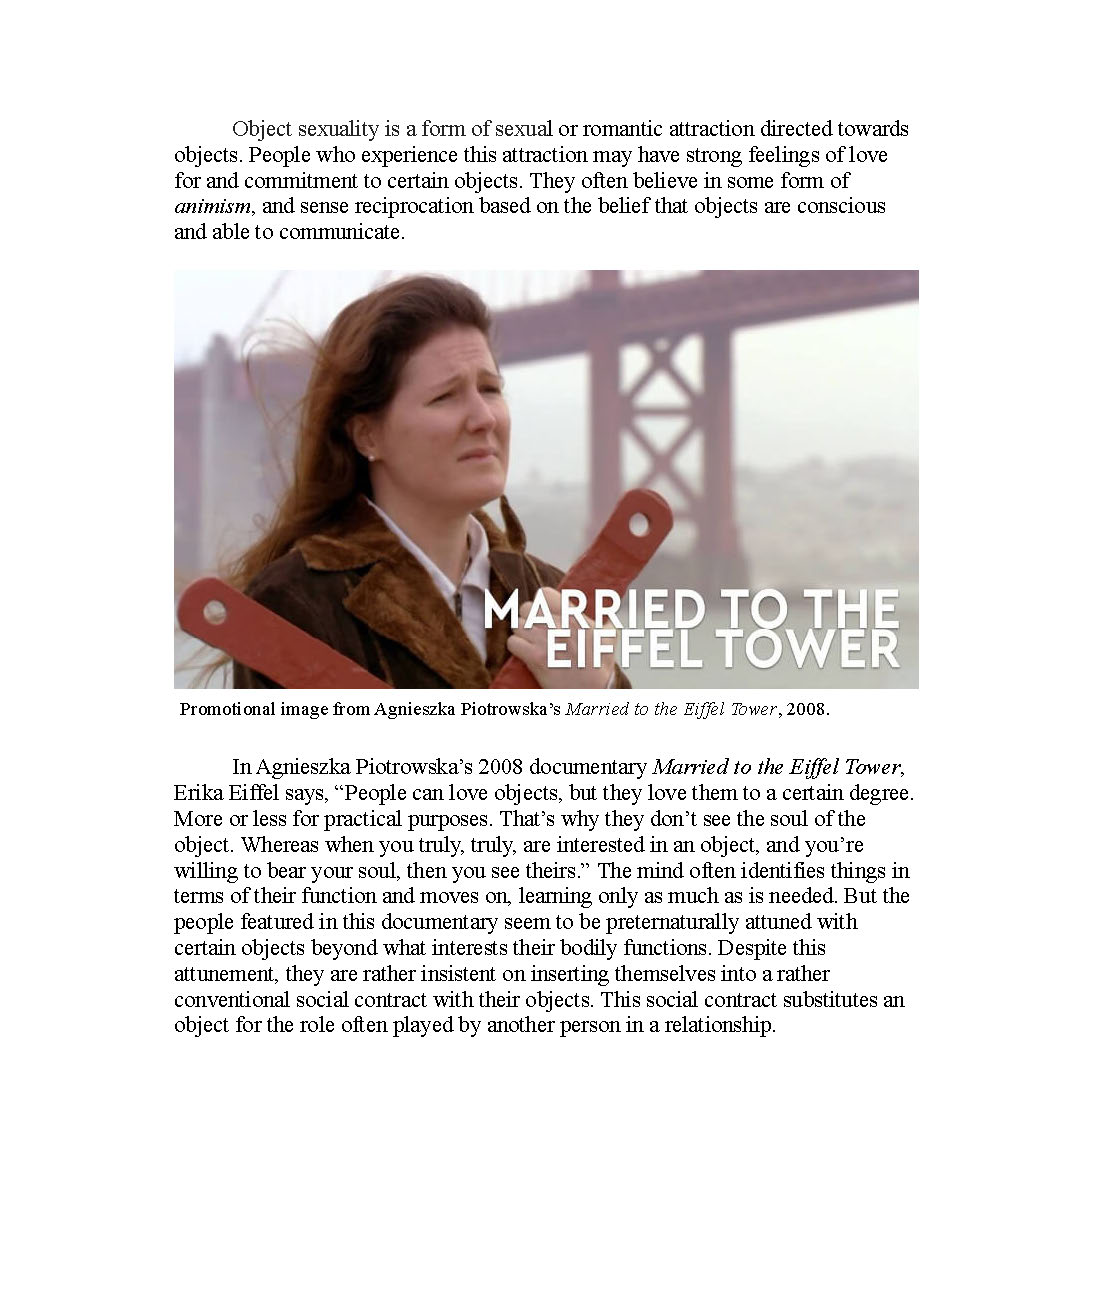 Object sexuality is a form of sexual or romantic attraction directed towards
objects. People who experience this attraction may have strong feelings of love
for and commitment to certain objects. They often believe in some form of
animism, and sense reciprocation based on the belief that objects are conscious
and able to communicate.
MARRIED TO THE
EIFFEL TOWER
Promotional image from Agnieszka Piotrowska’s Married to the Eiffel Tower, 2008.
In Agnieszka Piotrowska’s 2008 documentary Married to the Eiffel Tower,
Erika Eiffel says, “People can love objects, but they love them to a certain degree.
More or less for practical purposes. That’s why they don’t see the soul of the
object. Whereas when you truly, truly, are interested in an object, and you’re
willing to bear your soul, then you see theirs.” The mind often identifies things in
terms of their function and moves on, learning only as much as is needed. But the
people featured in this documentary seem to be preternaturally attuned with
certain objects beyond what interests their bodily functions. Despite this
attunement, they are rather insistent on inserting themselves into a rather
conventional social contract with their objects. This social contract substitutes an
object for the role often played by another person in a relationship.